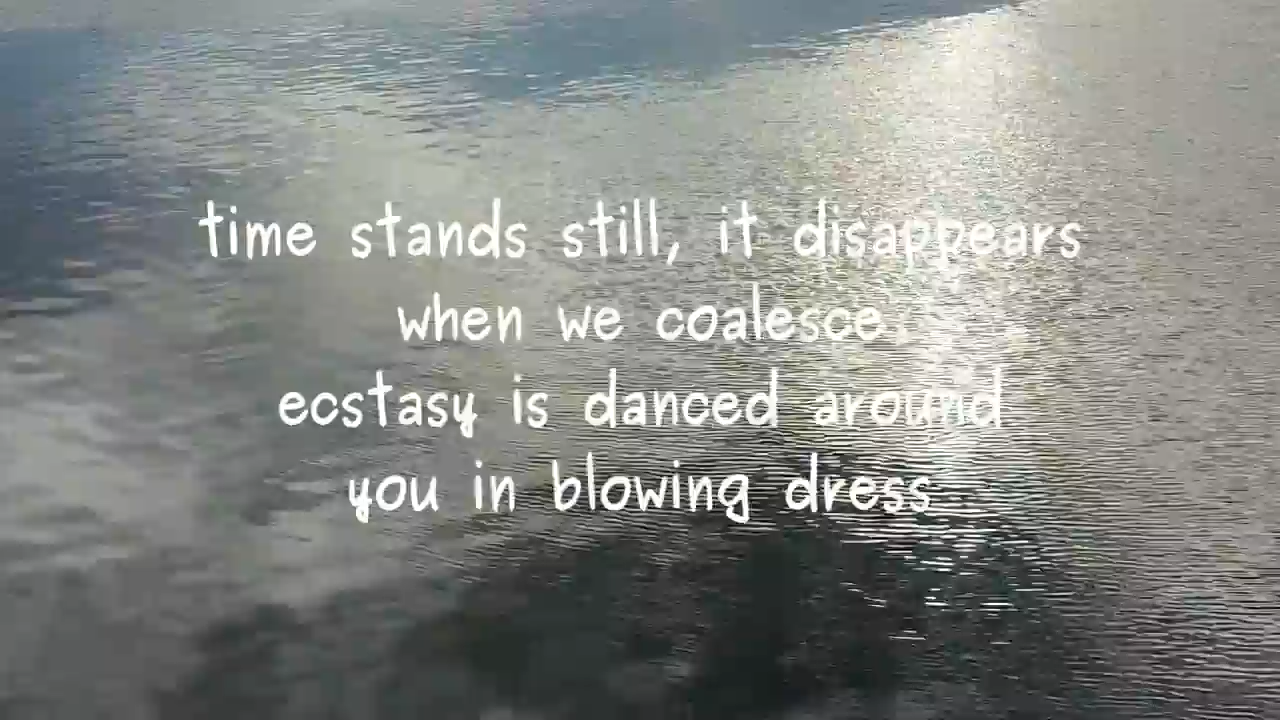 time stands still, it disappears
when we coalesce
ecstasy is danced around
you in blowing dress